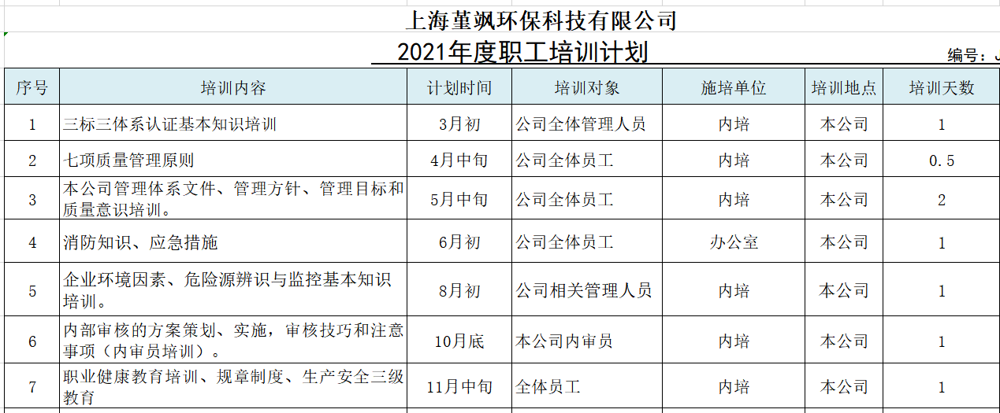 上海堇飒环保科技有限公司
2021年度职工培训计划
编号：J
序号 培训内容 计划时间 培训对象 施培单位 培训地点 培训天数
1 三标三体系认证基本知识培训 3月初 公司全体管理人员 内培 本公司 1
2 七项质量管理原则 4月中旬 公司全体员工 内培 本公司 0.5
3 本公司管理体系文件、管理方针、管理目标和
质量意识培训。 5月中旬 公司全体员工 内培 本公司 2
4 消防知识、应急措施 6月初 公司全体员工 办公室 本公司 1
5 企业环境因素、危险源辨识与监控基本知识
培训。 8月初 公司相关管理人员 内培 本公司 1
6 内部审核的方案策划、实施，审核技巧和注意
事项（内审员培训）。 10月底 本公司内审员 内培 本公司 1
7 职业健康教育培训、规章制度、生产安全三级
教育 11月中旬 全体员工 内培 本公司 1